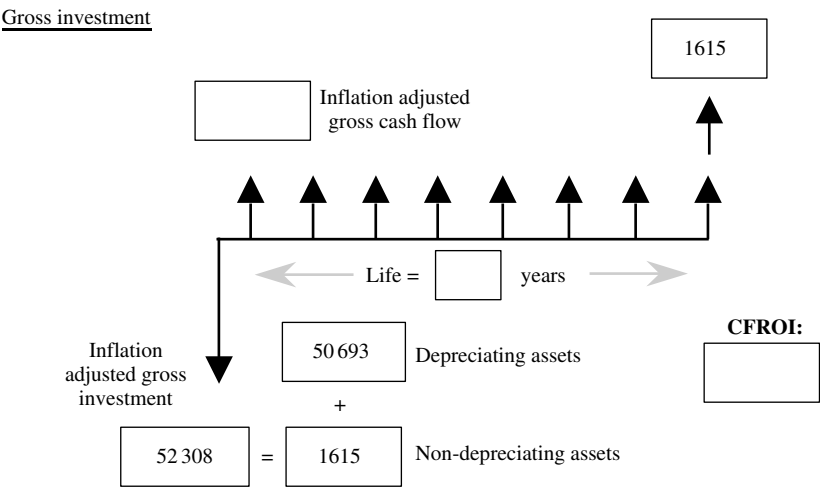 Gross investment
1615
Inflation adjusted
gross cash flow
Life = years
CFROI:
Inflation
adjusted gross
investment
50 693 Depreciating assets
+
52 308 = 1615 Non-depreciating assets